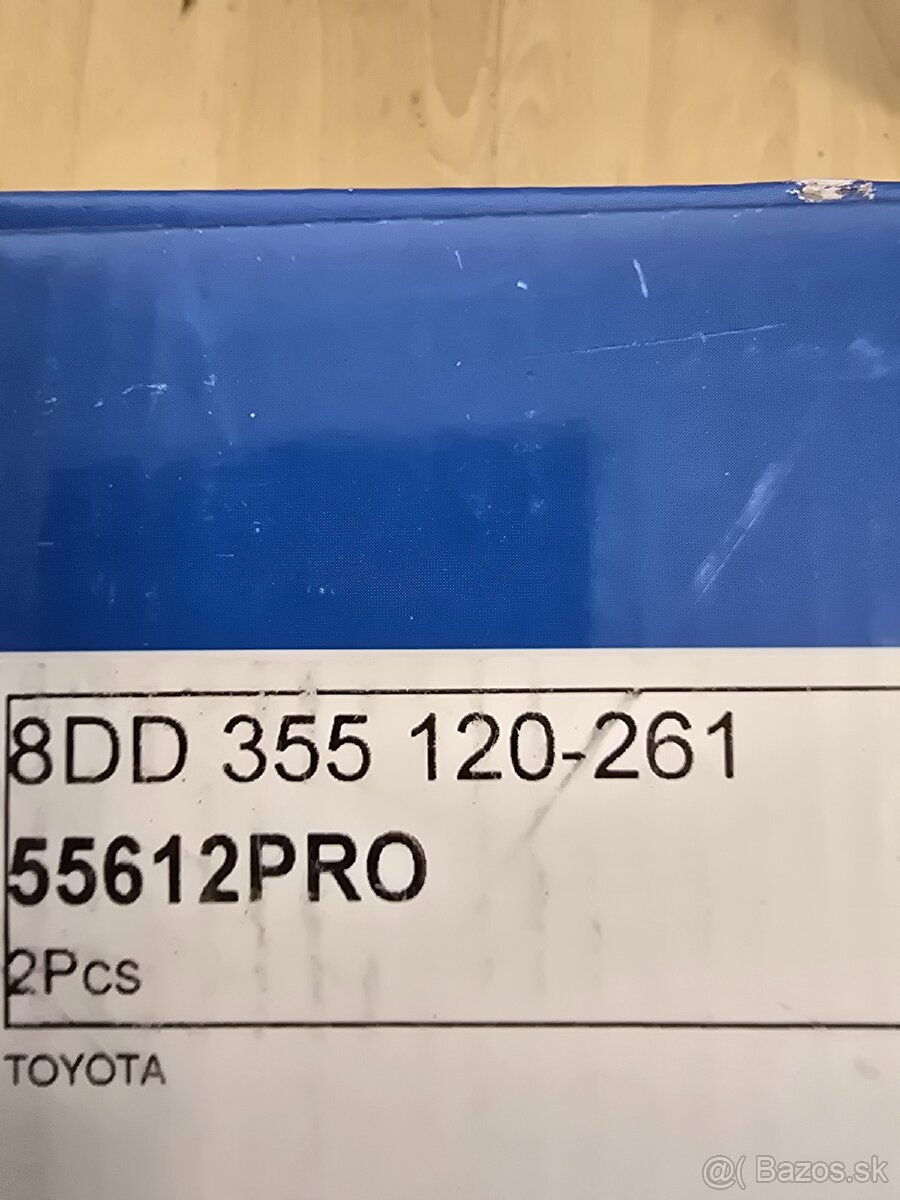 8DD 355 120-261
55612PRO
2Pcs
TOYOTA
@( Bazos.sk